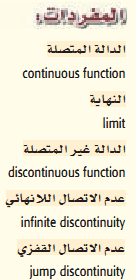 المفردات:
الدالة المتصلة
continuous function
النهاية
limit
الدالة غير المتصلة
discontinuous function
عدم الاتصال اللانهائي
infinite discontinuity
عدم الاتصال القفزي
jump discontinuity